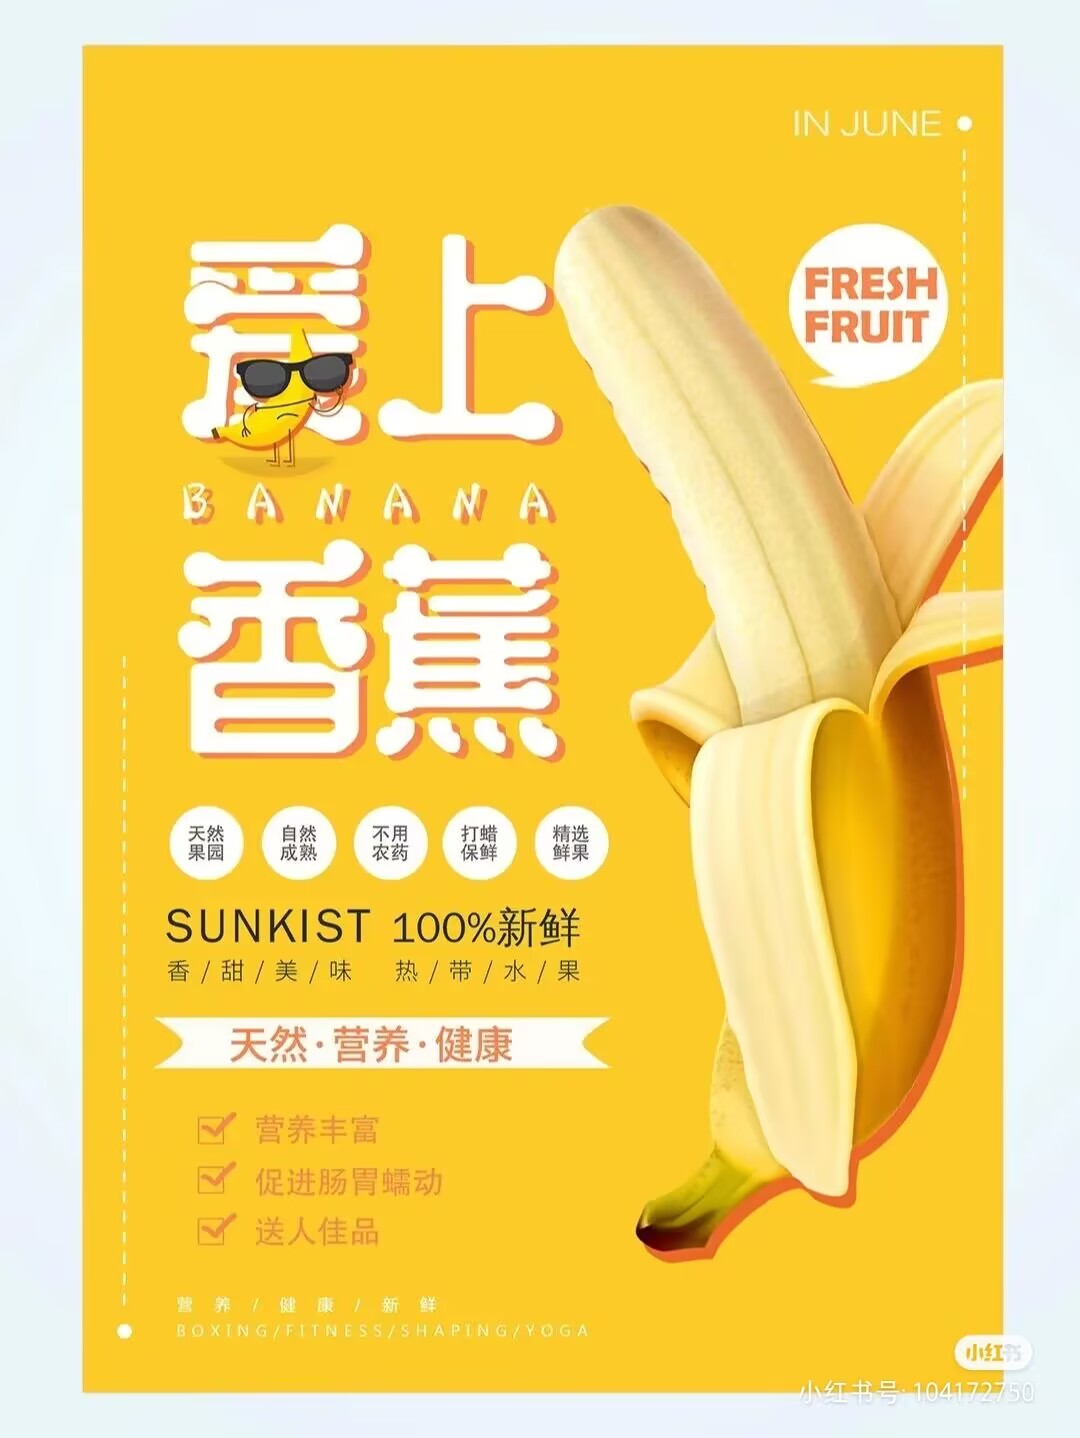 IN JUNE
FRESH
FRUIT
爱上
BANANA
香蕉
天然
果园
自然
成熟
不用
农药
打蜡
保鲜
精选
鲜果
SUNKIST 100%新鲜
香/甜/美/味 热/带/水/果
天然·营养·健康
营养丰富
促进肠胃蠕动
送人佳品
营养/健康/新鲜
BOXING/FITNESS/SHAPING/YOGA
小红书
小红书号: 104172750